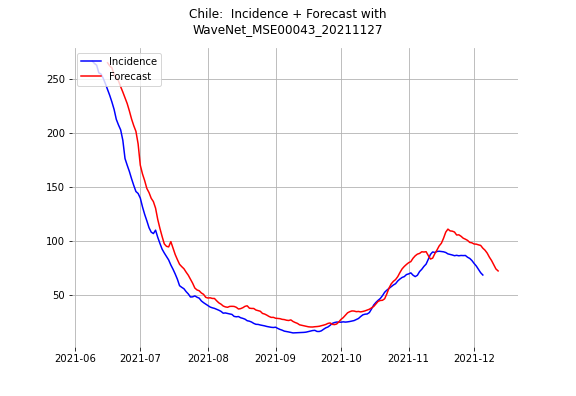 Chile:  Incidence + Forecast with
WaveNet_MSE00043_20211127
Incidence
Forecast
250
200
150
100
50
2021-06 2021-07 2021-08 2021-09 2021-10 2021-11 2021-12